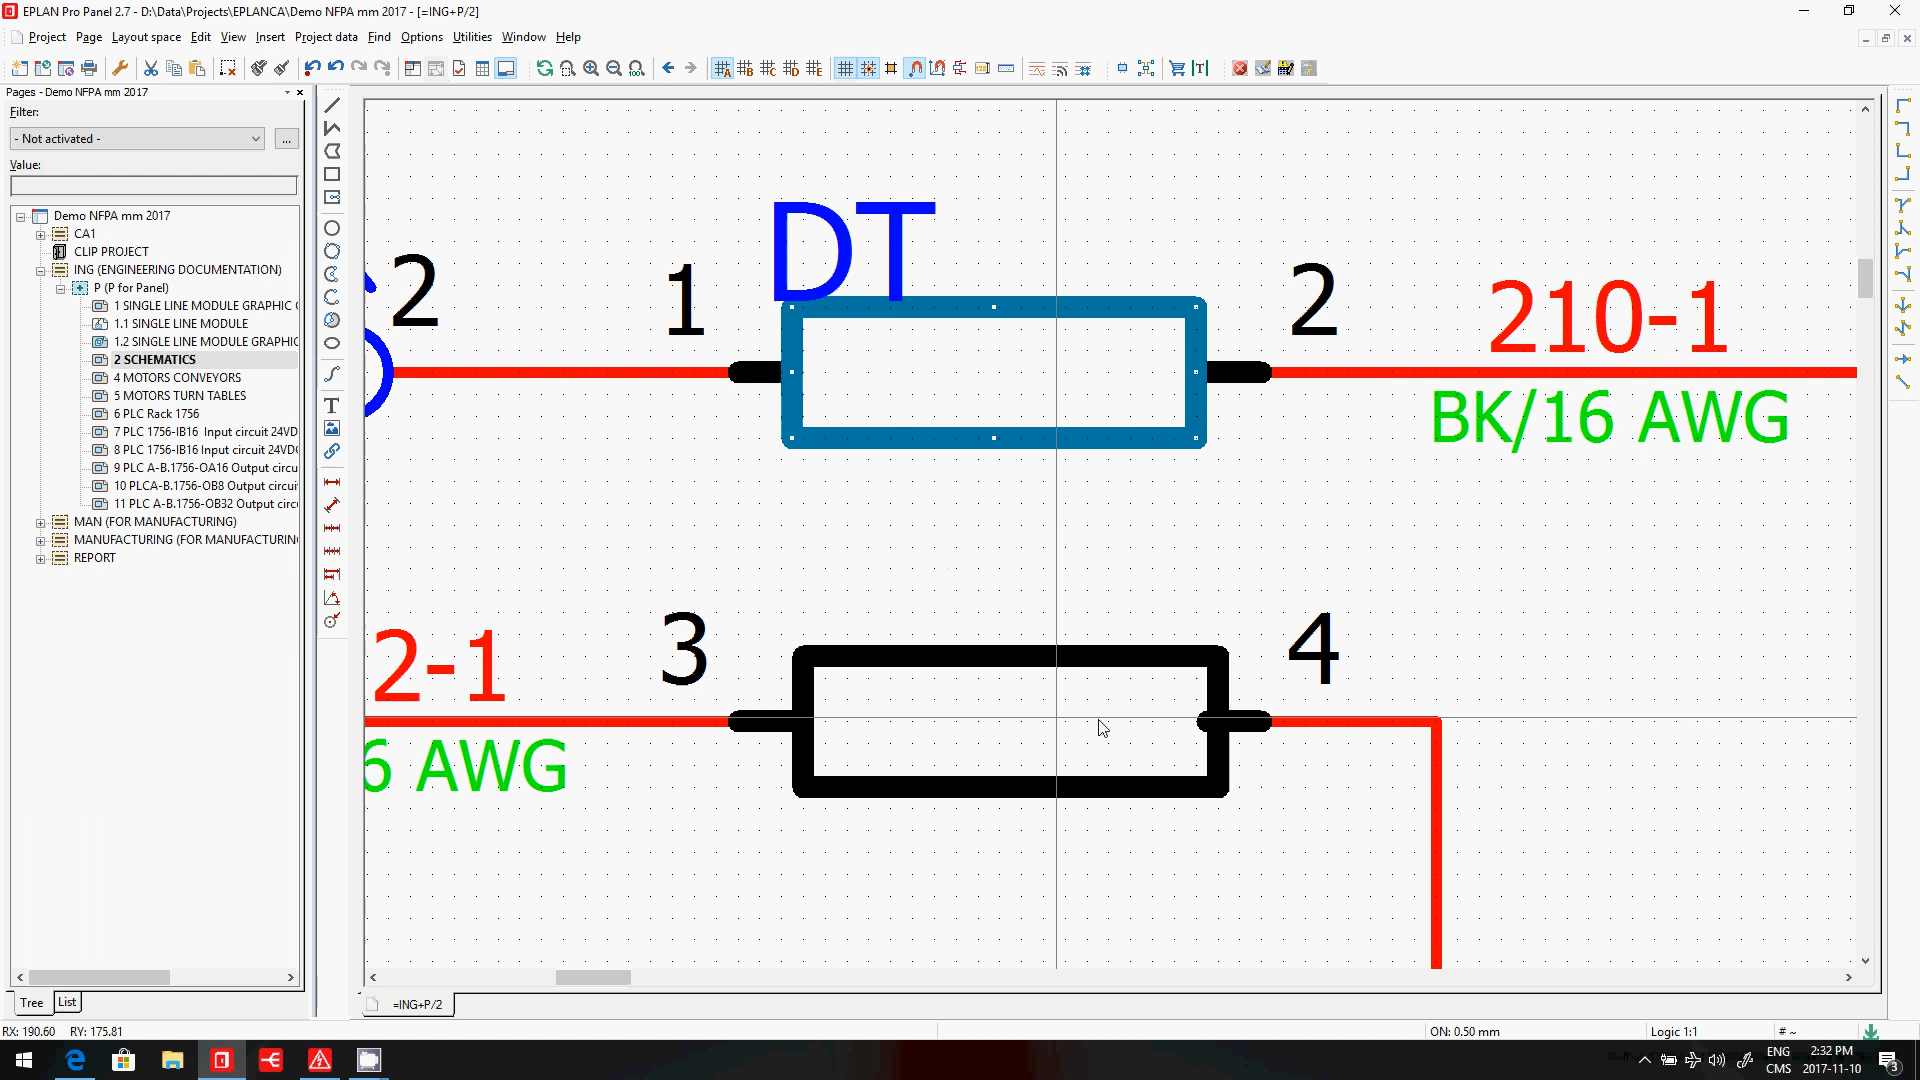 EPLAN Pro Panel 2.7 - D:\Data\Projects\EPLANCA\Demo NFPA mm 2017 - [=ING+P/2]
Project Page Layout space Edit View Insert Project data Find Options Utilities Window Help
Pages - Demo NFPA mm 2017
Filter:
- Not activated -
...
Value:
Demo NFPA mm 2017
CA1
CLIP PROJECT
ING (ENGINEERING DOCUMENTATION)
P (P for Panel)
1 SINGLE LINE MODULE GRAPHIC
1.1 SINGLE LINE MODULE
1.2 SINGLE LINE MODULE GRAPHIC
2 SCHEMATICS
4 MOTORS CONVEYORS
5 MOTORS TURN TABLES
6 PLC Rack 1756
7 PLC 1756-IB16 Input circuit 24VD
8 PLC 1756-IB16 Input circuit 24VD
9 PLC A-B.1756-OA16 Output circu
10 PLCA-B.1756-OB8 Output circui
11 PLC A-B.1756-OB32 Output circ
MAN (FOR MANUFACTURING)
MANUFACTURING (FOR MANUFACTURIN
REPORT
Tree List
DT
2 1 2 210-1
BK/16 AWG
2-1 3 4
6 AWG
=ING+P/2
RX: 190.60 RY: 175.81
ON: 0.50 mm
Logic 1:1
# ~
ENG
CMS
2:32 PM
2017-11-10
3